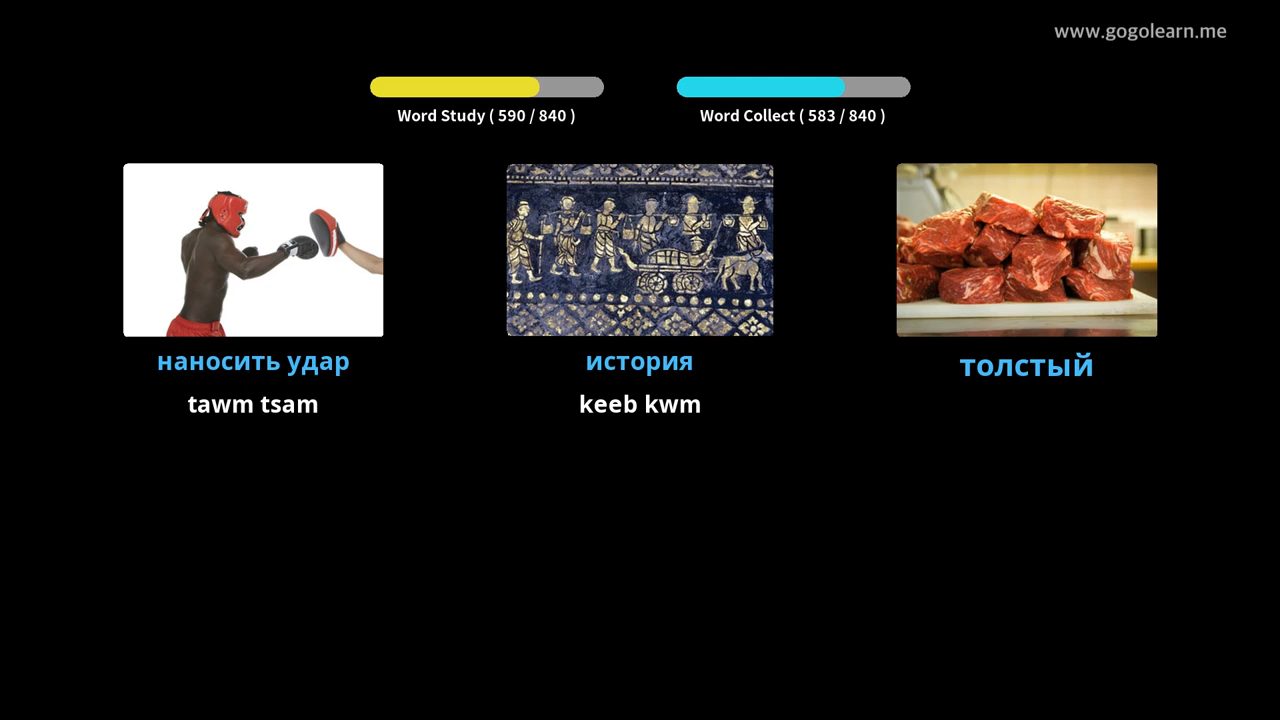 www.gogolearn.me
Word Study ( 590 / 840 )
Word Collect ( 583 / 840 )
наносить удар
история
толстый
tawm tsam
keeb kwm